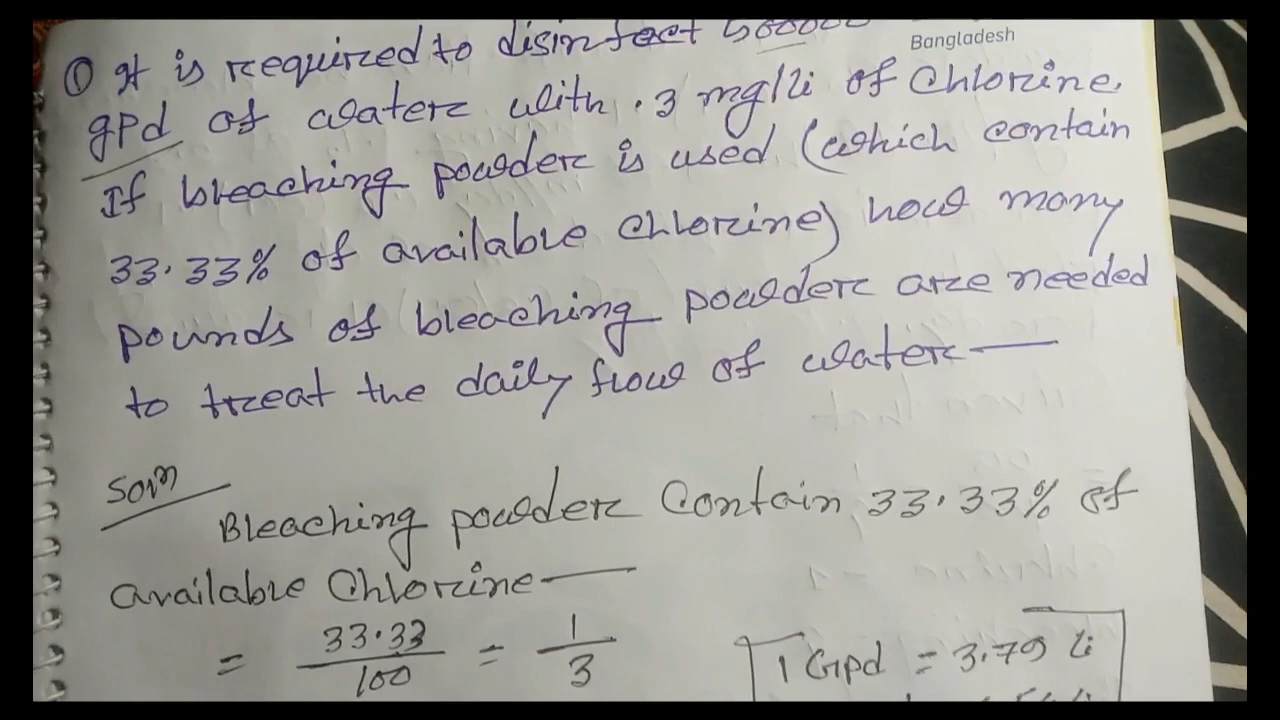 ① It is required to disinfect 500000
Bangladesh
gpd of water with .3 mg/li of Chlorine.
If bleaching powder is used (which contain
33.33% of available Chlorine) how many
pounds of bleaching powder are needed
to treat the daily flow of water—
Soln
Bleaching powder Contain 33.33% of
available Chlorine—
= 33.33/100 = 1/3
1 Gpd = 3.79 li